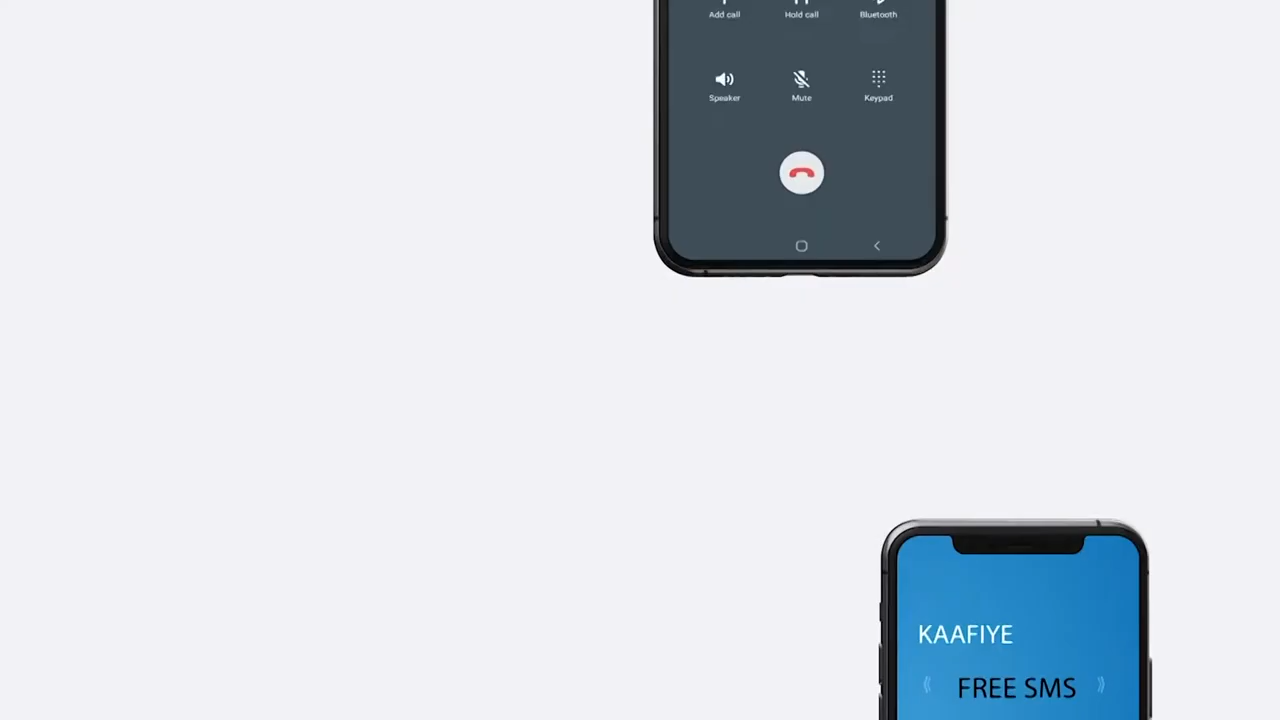 Add call Hold call Bluetooth
Speaker Mute Keypad
KAAFIYE
FREE SMS